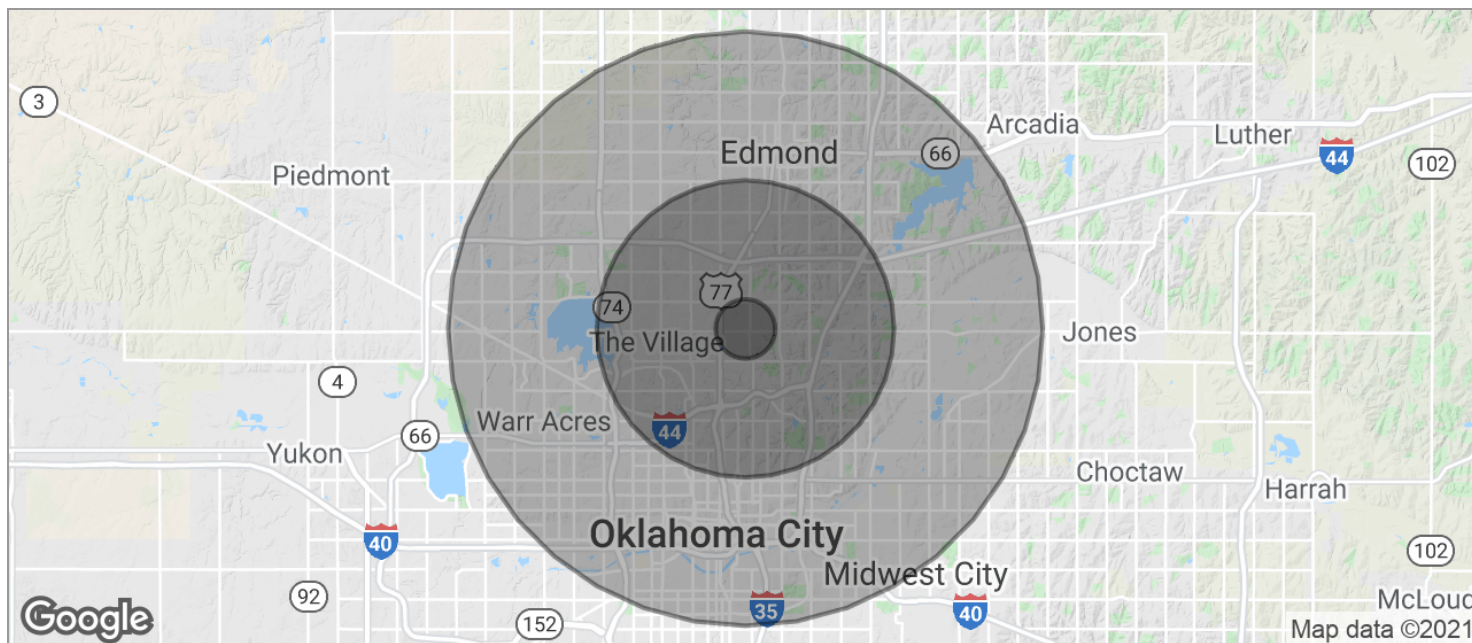 3
Arcadia
Luther
Edmond
66
44
102
Piedmont
77
74
Jones
The Village
4
Warr Acres
44
66
Yukon
Choctaw
Harrah
Oklahoma City
40
102
Midwest City
92
35
40
McLoud
Google
152
Map data ©2021